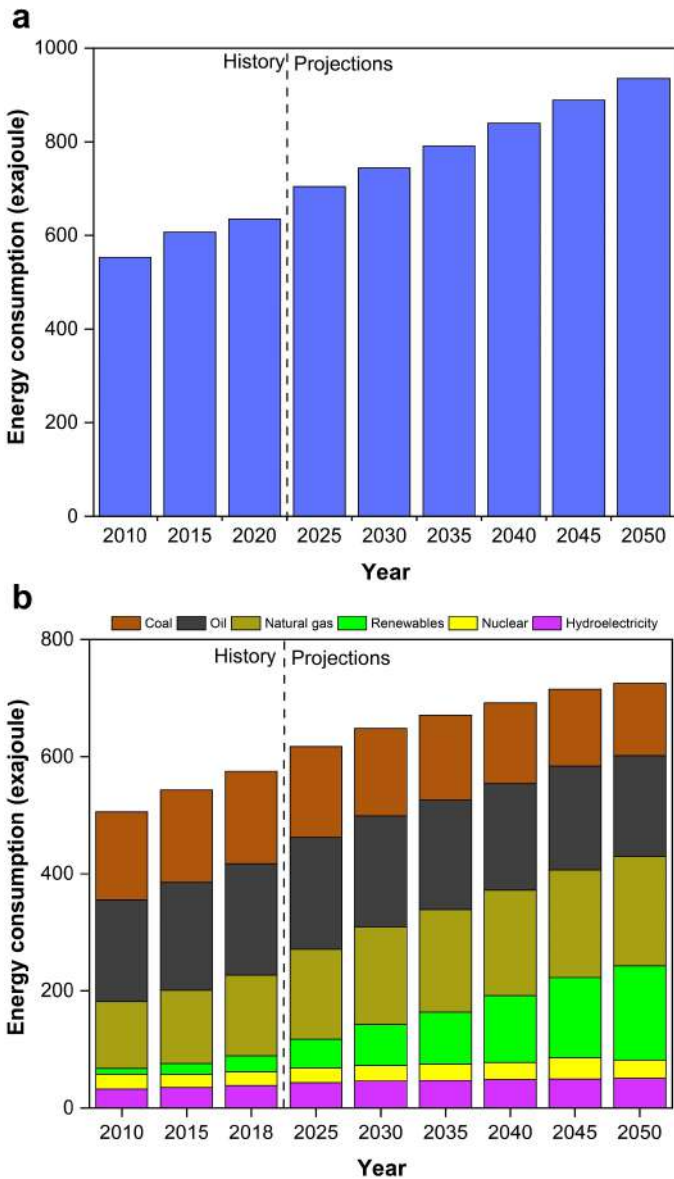 a
1000
History Projections
800
600
400
200
0
Energy consumption (exajoule)
2010 2015 2020 2025 2030 2035 2040 2045 2050
Year
b
Coal Oil Natural gas Renewables Nuclear Hydroelectricity
800
History Projections
600
400
200
0
Energy consumption (exajoule)
2010 2015 2018 2025 2030 2035 2040 2045 2050
Year